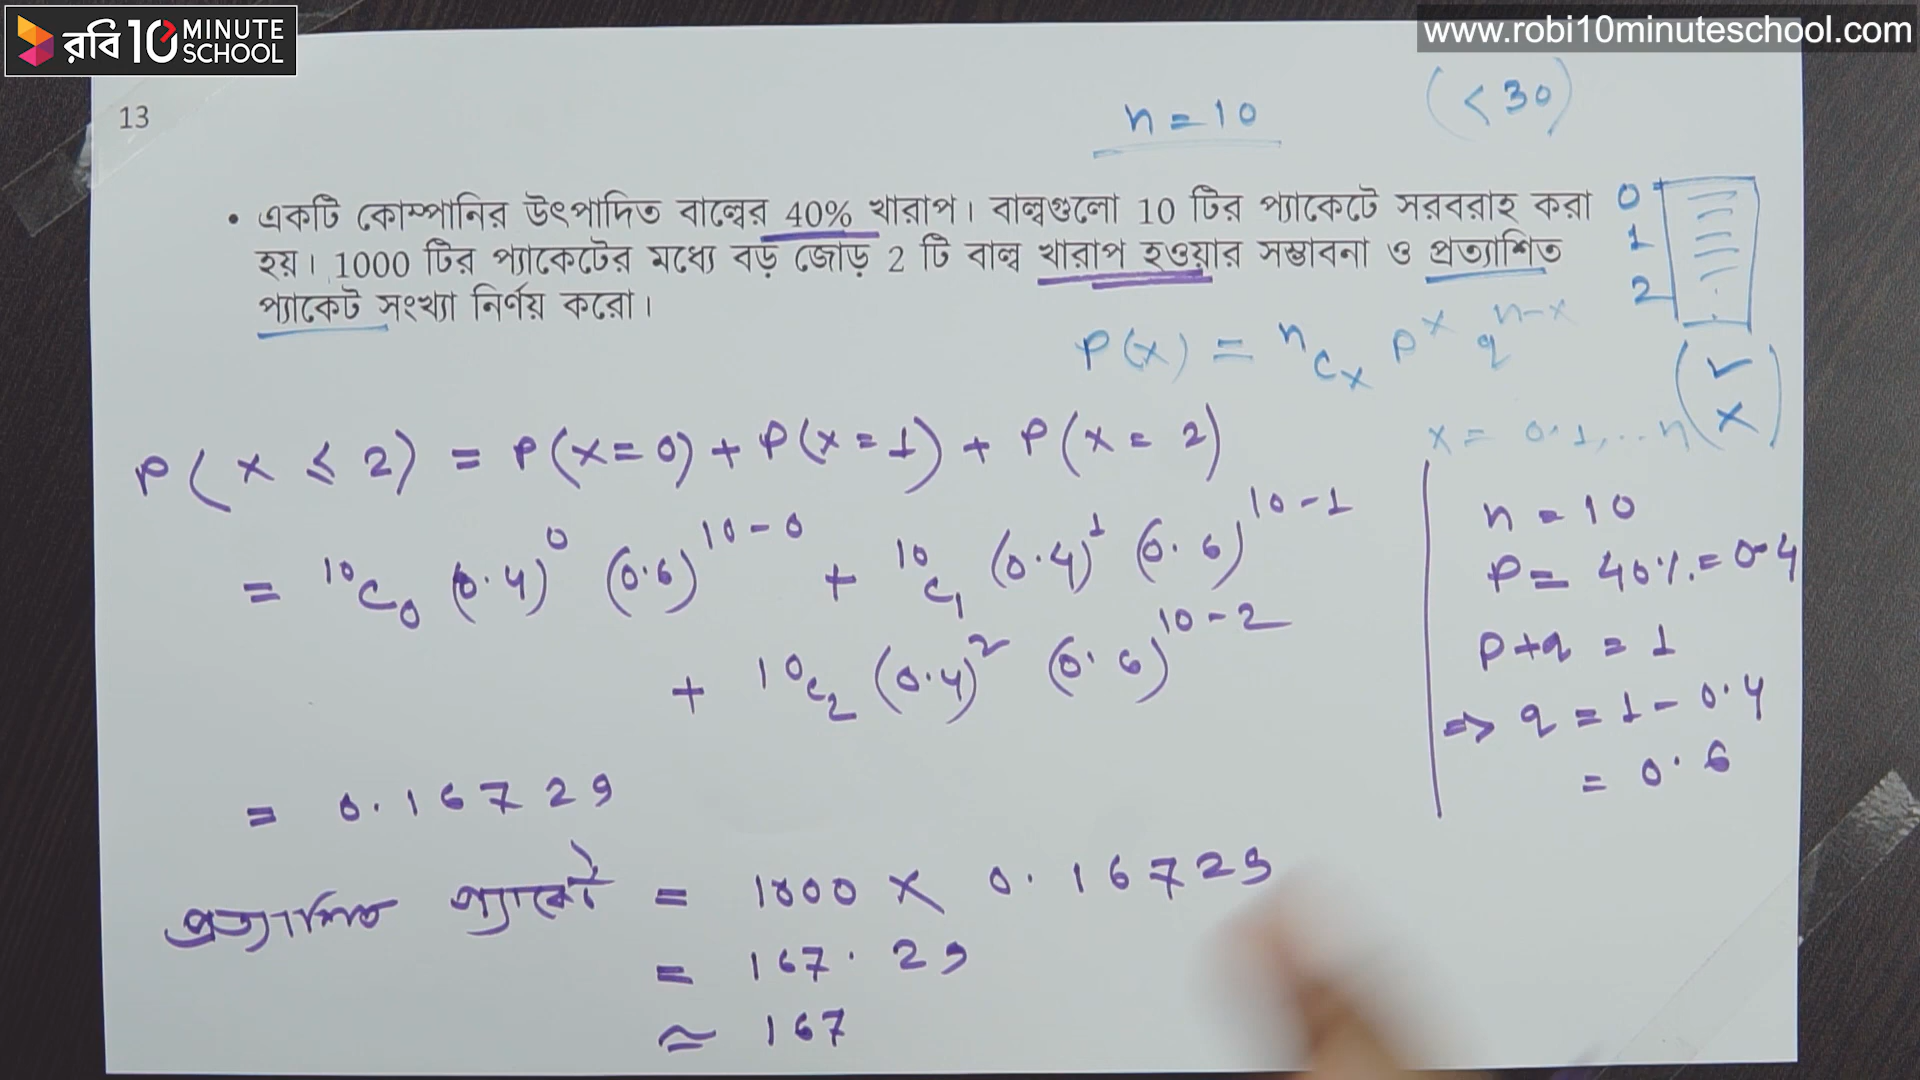 রবি 10 MINUTE SCHOOL
www.robi10minuteschool.com
13
n = 10
(< 30)
• একটি কোম্পানির উৎপাদিত বাল্বের 40% খারাপ। বাল্বগুলো 10 টির প্যাকেটে সরবরাহ করা
হয়। 1000 টির প্যাকেটের মধ্যে বড় জোড় 2 টি বাল্ব খারাপ হওয়ার সম্ভাবনা ও প্রত্যাশিত
প্যাকেট সংখ্যা নির্ণয় করো।
0
1
2
P(x) = ⁿCₓ pˣ qⁿ⁻ˣ
(✓ ×)
x = 0.1,...n
P(x ≤ 2) = P(x = 0) + P(x = 1) + P(x = 2)
= ¹⁰C₀ (0.4)⁰ (0.6)¹⁰⁻⁰ + ¹⁰C₁ (0.4)¹ (0.6)¹⁰⁻¹
+ ¹⁰C₂ (0.4)² (0.6)¹⁰⁻²
= 0.16729
প্রত্যাশিত প্যাকেট = 1000 × 0.16729
= 167.29
≈ 167
n = 10
P = 40%. = 0.4
p+q = 1
=> q = 1 - 0.4
= 0.6